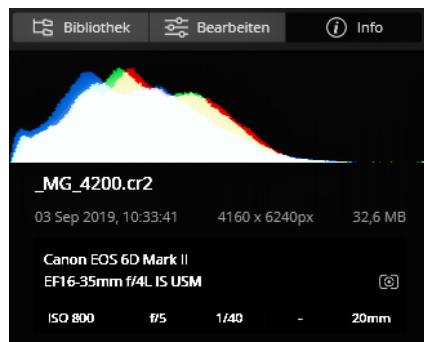 Bibliothek Bearbeiten Info
_MG_4200.cr2
03 Sep 2019, 10:33:41 4160 x 6240px 32,6 MB
Canon EOS 6D Mark II
EF16-35mm f/4L IS USM
ISO 800 f/5 1/40 - 20mm